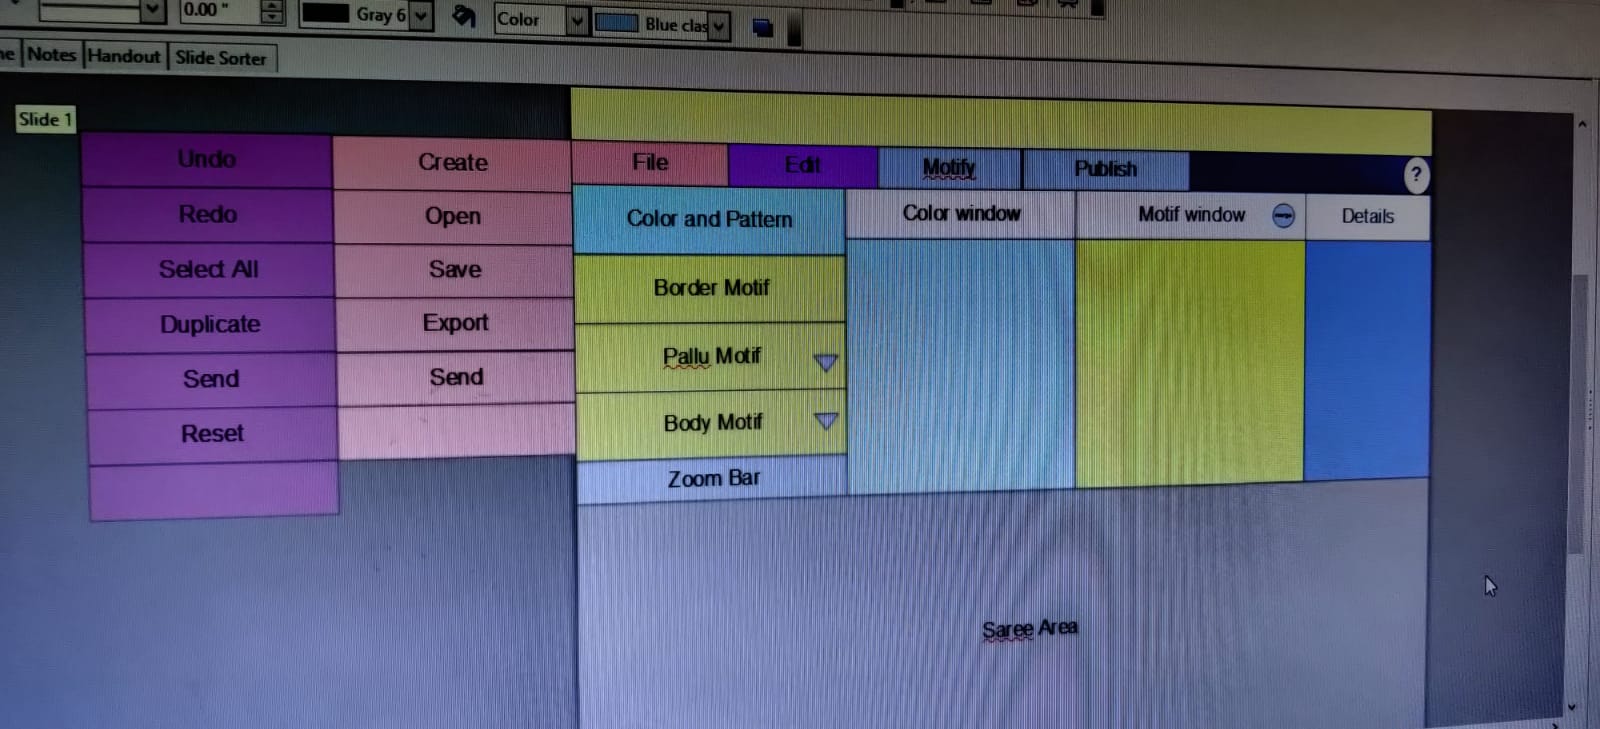 0.00 "
Gray 6
Color
Blue clas
Notes
Handout
Slide Sorter
Slide 1
Undo
Redo
Select All
Duplicate
Send
Reset
Create
Open
Save
Export
Send
File
Edit
Motify
Publish
?
Color and Pattern
Border Motif
Pallu Motif
Body Motif
Zoom Bar
Color window
Motif window
Details
Saree Area